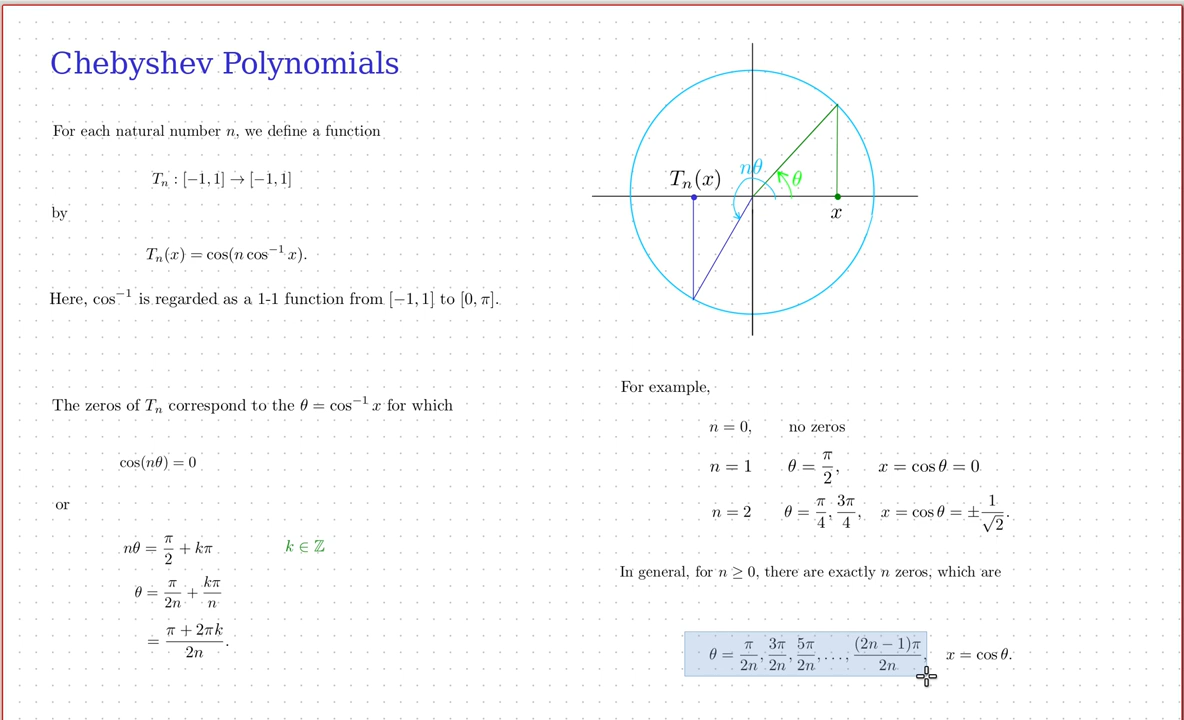 Chebyshev Polynomials
For each natural number n, we define a function
Tₙ : [−1, 1] → [−1, 1]
by
Tₙ(x) = cos(n cos⁻¹ x).
Here, cos⁻¹ is regarded as a 1-1 function from [−1, 1] to [0, π].
The zeros of Tₙ correspond to the θ = cos⁻¹ x for which
cos(nθ) = 0
or
nθ = π/2 + kπ k ∈ ℤ
θ = π/2n + kπ/n
= (π + 2πk)/2n.
nθ
Tₙ(x) θ
x
For example,
n = 0, no zeros
n = 1 θ = π/2, x = cos θ = 0
n = 2 θ = π/4, 3π/4, x = cos θ = ±1/√2.
In general, for n ≥ 0, there are exactly n zeros, which are
θ = π/2n, 3π/2n, 5π/2n, . . . , (2n − 1)π/2n, x = cos θ.